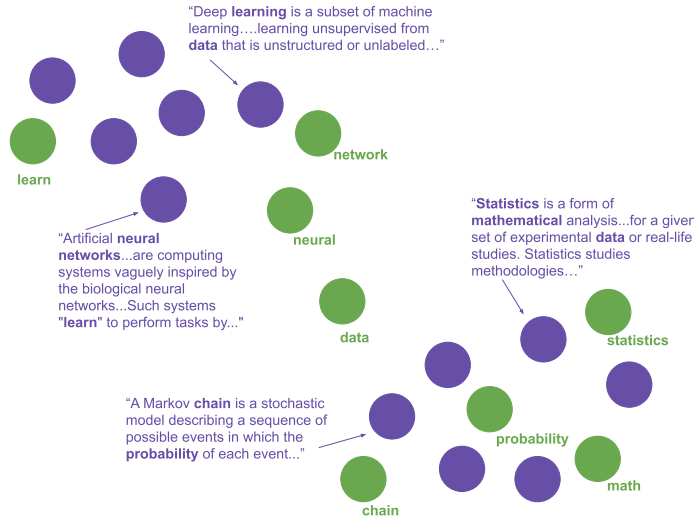 “Deep learning is a subset of machine
learning....learning unsupervised from
data that is unstructured or unlabeled…”
network
learn
“Artificial neural
networks...are computing
systems vaguely inspired by
the biological neural
networks...Such systems
"learn" to perform tasks by..."
neural
“Statistics is a form of
mathematical analysis...for a given
set of experimental data or real-life
studies. Statistics studies
methodologies…”
data
statistics
“A Markov chain is a stochastic
model describing a sequence of
possible events in which the
probability of each event...”
probability
math
chain